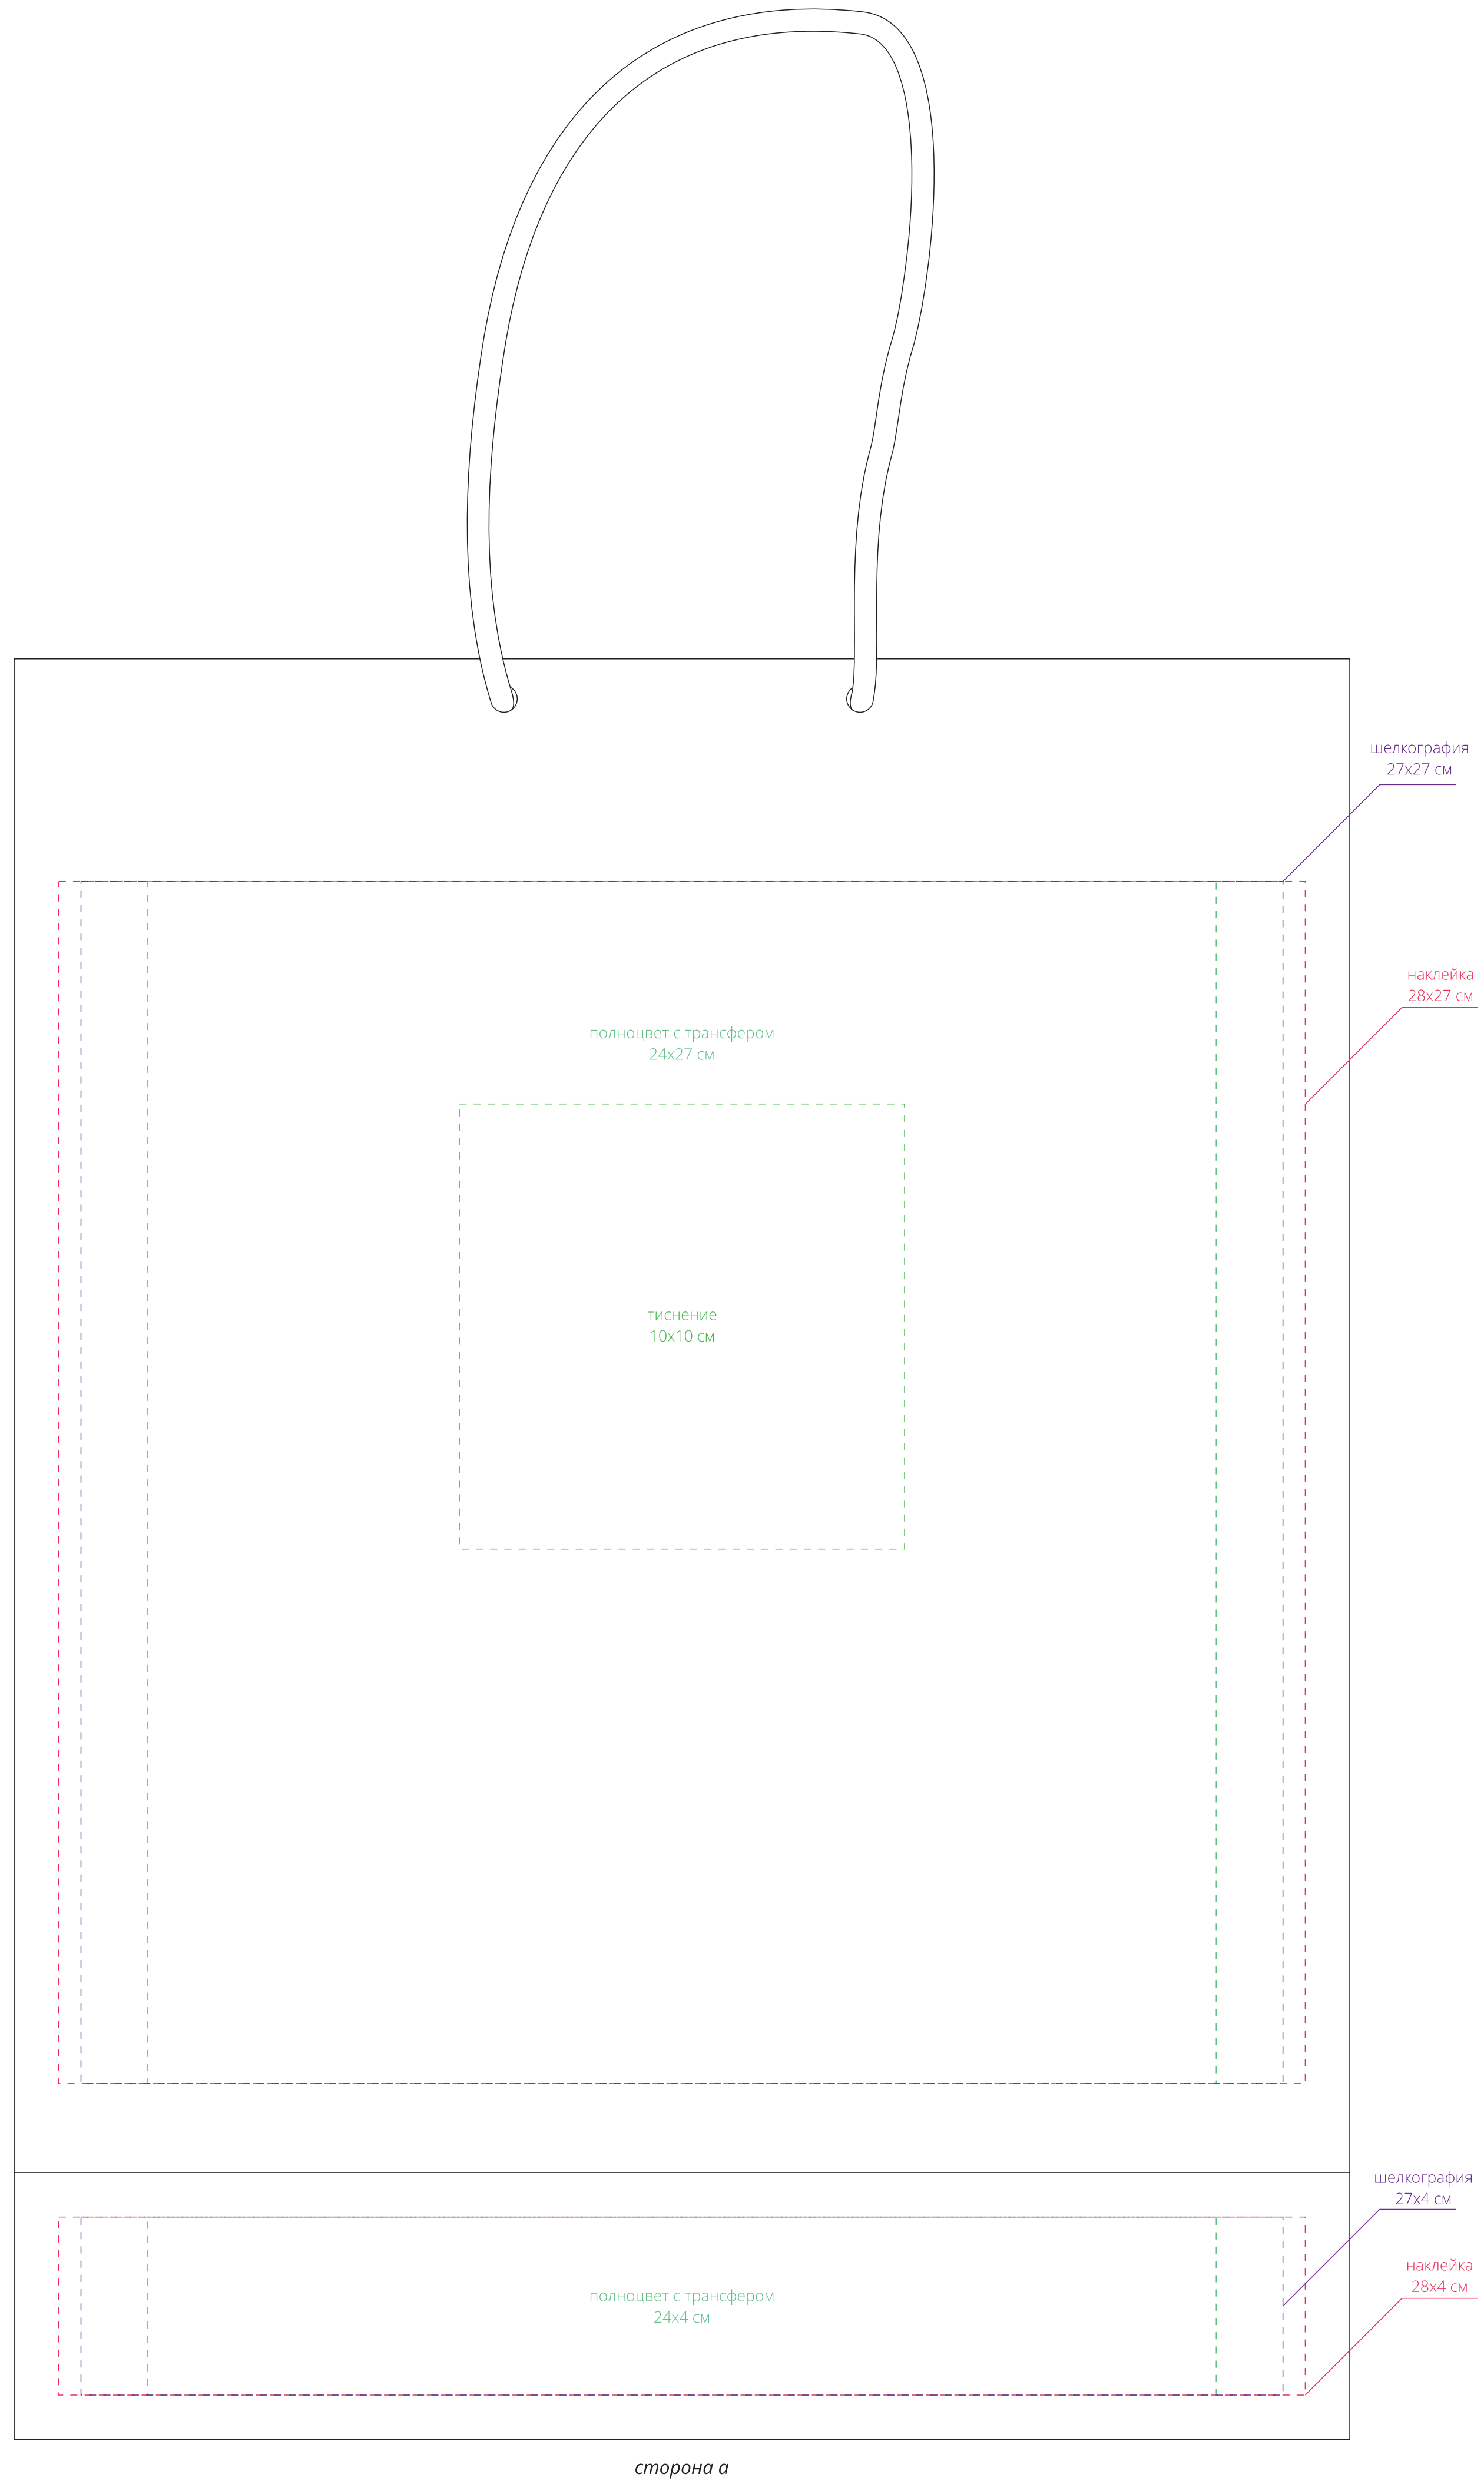 шелкография
27х27 см
наклейка
28х27 см
полноцвет с трансфером
24х27 см
тиснение
10х10 см
шелкография
27х4 см
наклейка
28х4 см
полноцвет с трансфером
24х4 см
сторона а